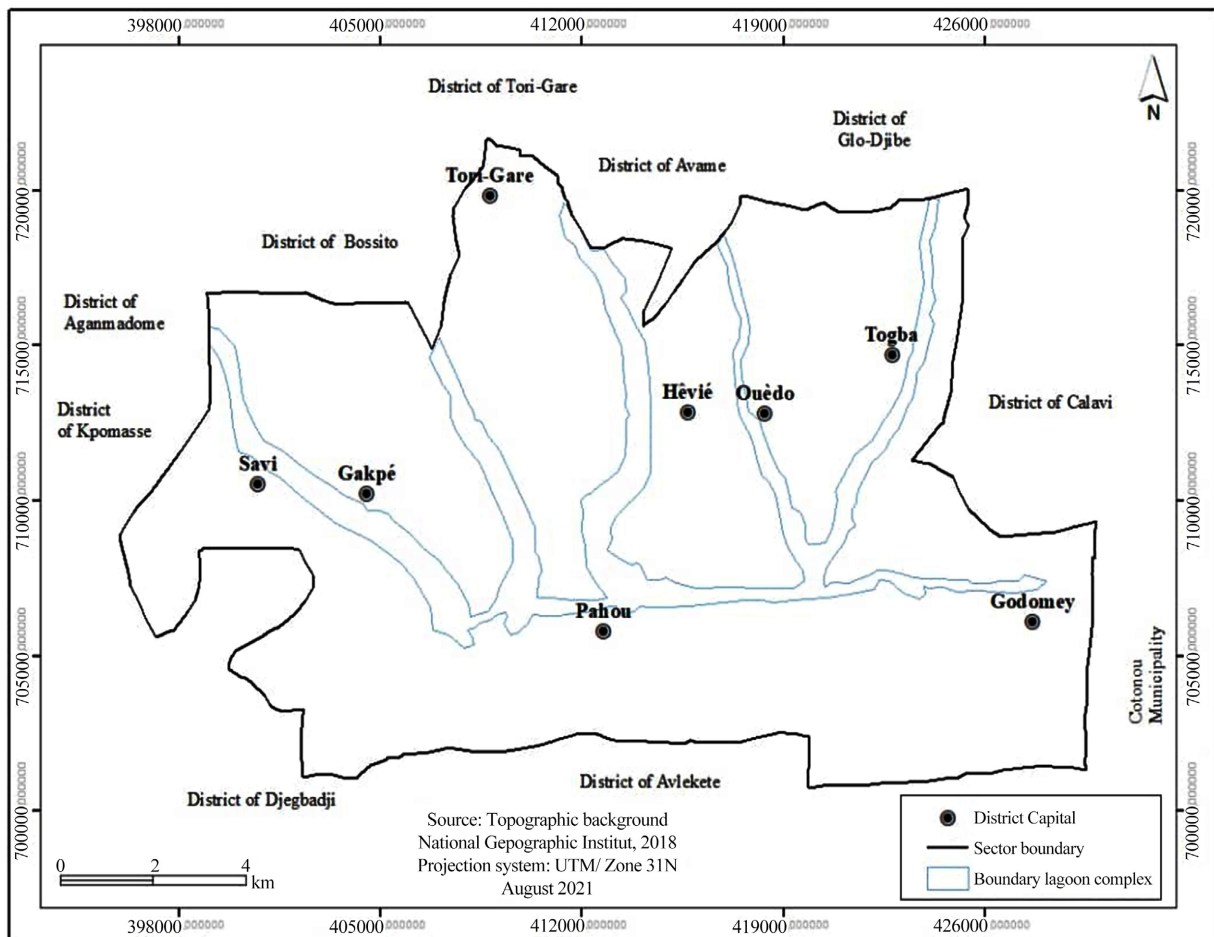 398000,000000 405000,000000 412000,000000 419000,000000 426000,000000
District of Tori-Gare
District of
Glo-Djibe
N
District of Avame
Tori-Gare
720000,000000
720000,000000
District of Bossito
District of
Aganmadome
Togba
715000,000000
715000,000000
Hêvié
Ouèdo
District
of Kpomasse
District of Calavi
Savi
Gakpé
710000,000000
710000,000000
Pahou
Godomey
705000,000000
705000,000000
Cotonou
Municipality
District of Avlekete
District of Djegbadji
700000,000000
700000,000000
Source: Topographic background
National Gepographic Institut, 2018
Projection system: UTM/ Zone 31N
August 2021
0 2 4
km
District Capital
Sector boundary
Boundary lagoon complex
398000,000000 405000,000000 412000,000000 419000,000000 426000,000000